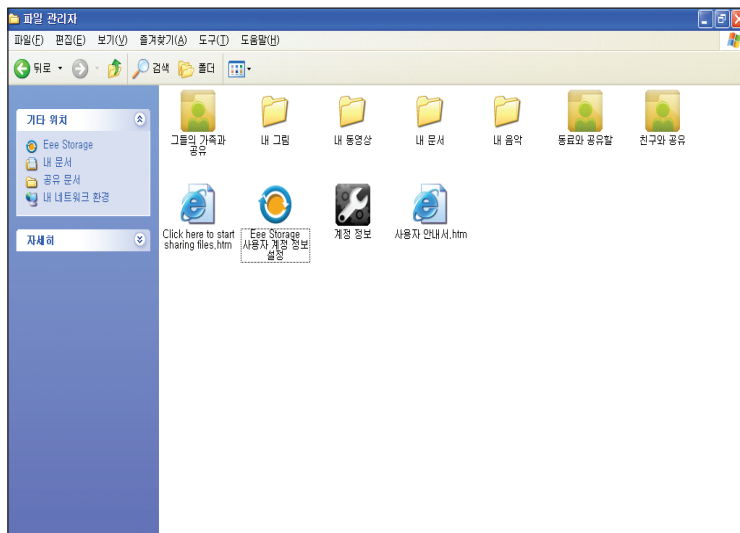 파일 관리자
파일(F) 편집(E) 보기(V) 즐겨찾기(A) 도구(T) 도움말(H)
뒤로 검색 폴더
기타 위치
Eee Storage
내 문서
공유 문서
내 네트워크 환경
자세히
그들의 가족과
공유
내 그림
내 동영상
내 문서
내 음악
동료와 공유할
친구와 공유
Click here to start
sharing files.htm
Eee Storage
사용자 계정 정보
설정
계정 정보
사용자 안내서.htm